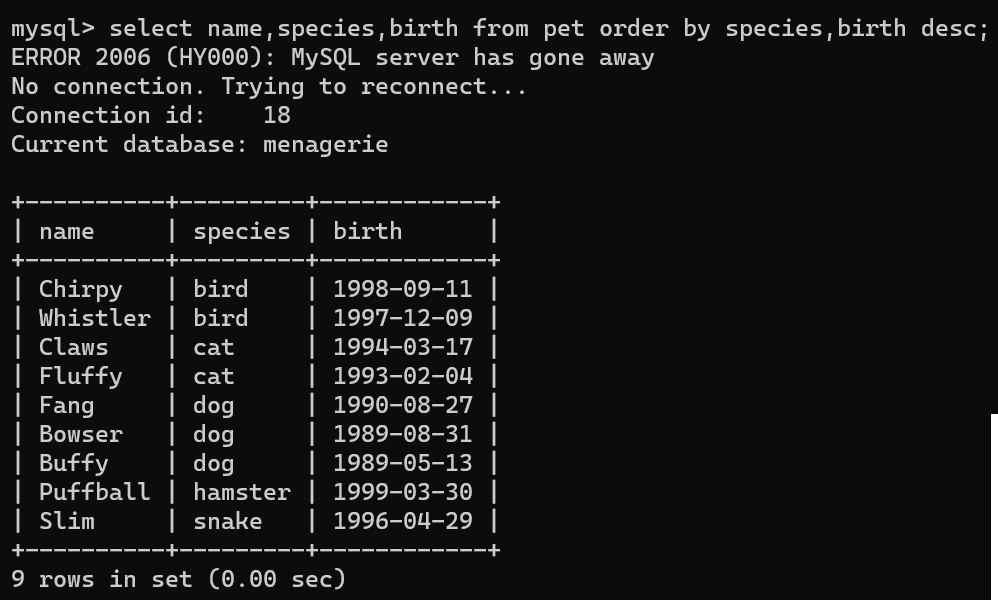 mysql> select name,species,birth from pet order by species,birth desc;
ERROR 2006 (HY000): MySQL server has gone away
No connection. Trying to reconnect...
Connection id:    18
Current database: menagerie

+----------+---------+------------+
| name     | species | birth      |
+----------+---------+------------+
| Chirpy   | bird    | 1998-09-11 |
| Whistler | bird    | 1997-12-09 |
| Claws    | cat     | 1994-03-17 |
| Fluffy   | cat     | 1993-02-04 |
| Fang     | dog     | 1990-08-27 |
| Bowser   | dog     | 1989-08-31 |
| Buffy    | dog     | 1989-05-13 |
| Puffball | hamster | 1999-03-30 |
| Slim     | snake   | 1996-04-29 |
+----------+---------+------------+
9 rows in set (0.00 sec)